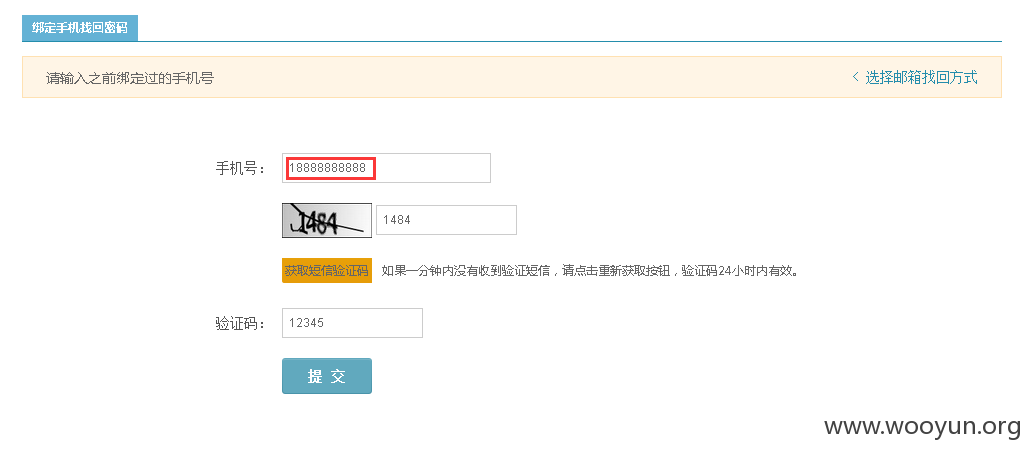 绑定手机找回密码
请输入之前绑定过的手机号
< 选择邮箱找回方式
手机号： 18888888888
1484 1484
获取短信验证码 如果一分钟内没有收到验证短信，请点击重新获取按钮，验证码24小时内有效。
验证码： 12345
提 交
www.wooyun.org